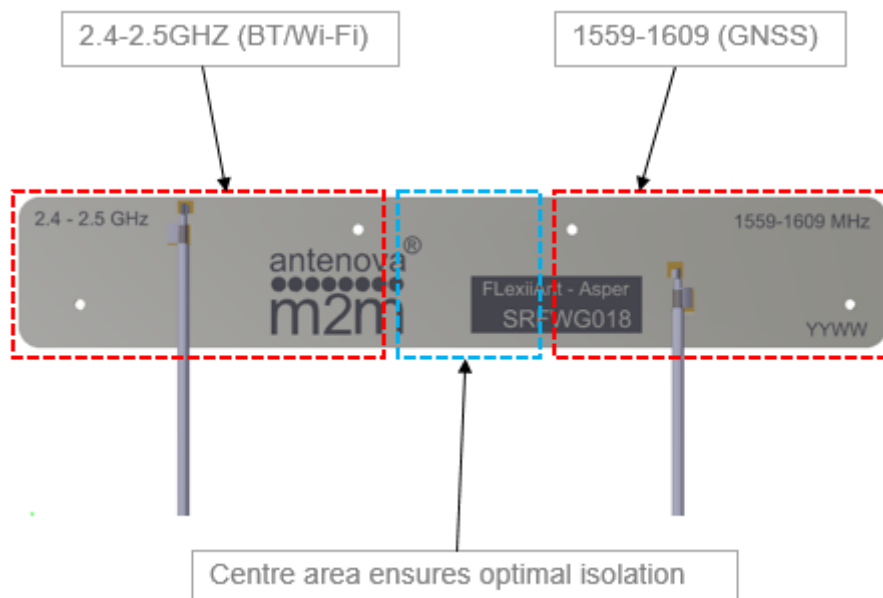 2.4-2.5GHZ (BT/Wi-Fi)
1559-1609 (GNSS)
2.4 - 2.5 GHz
1559-1609 MHz
antenova®
m2m
FLexiiAnt - Asper
SRFWG018
YYWW
Centre area ensures optimal isolation